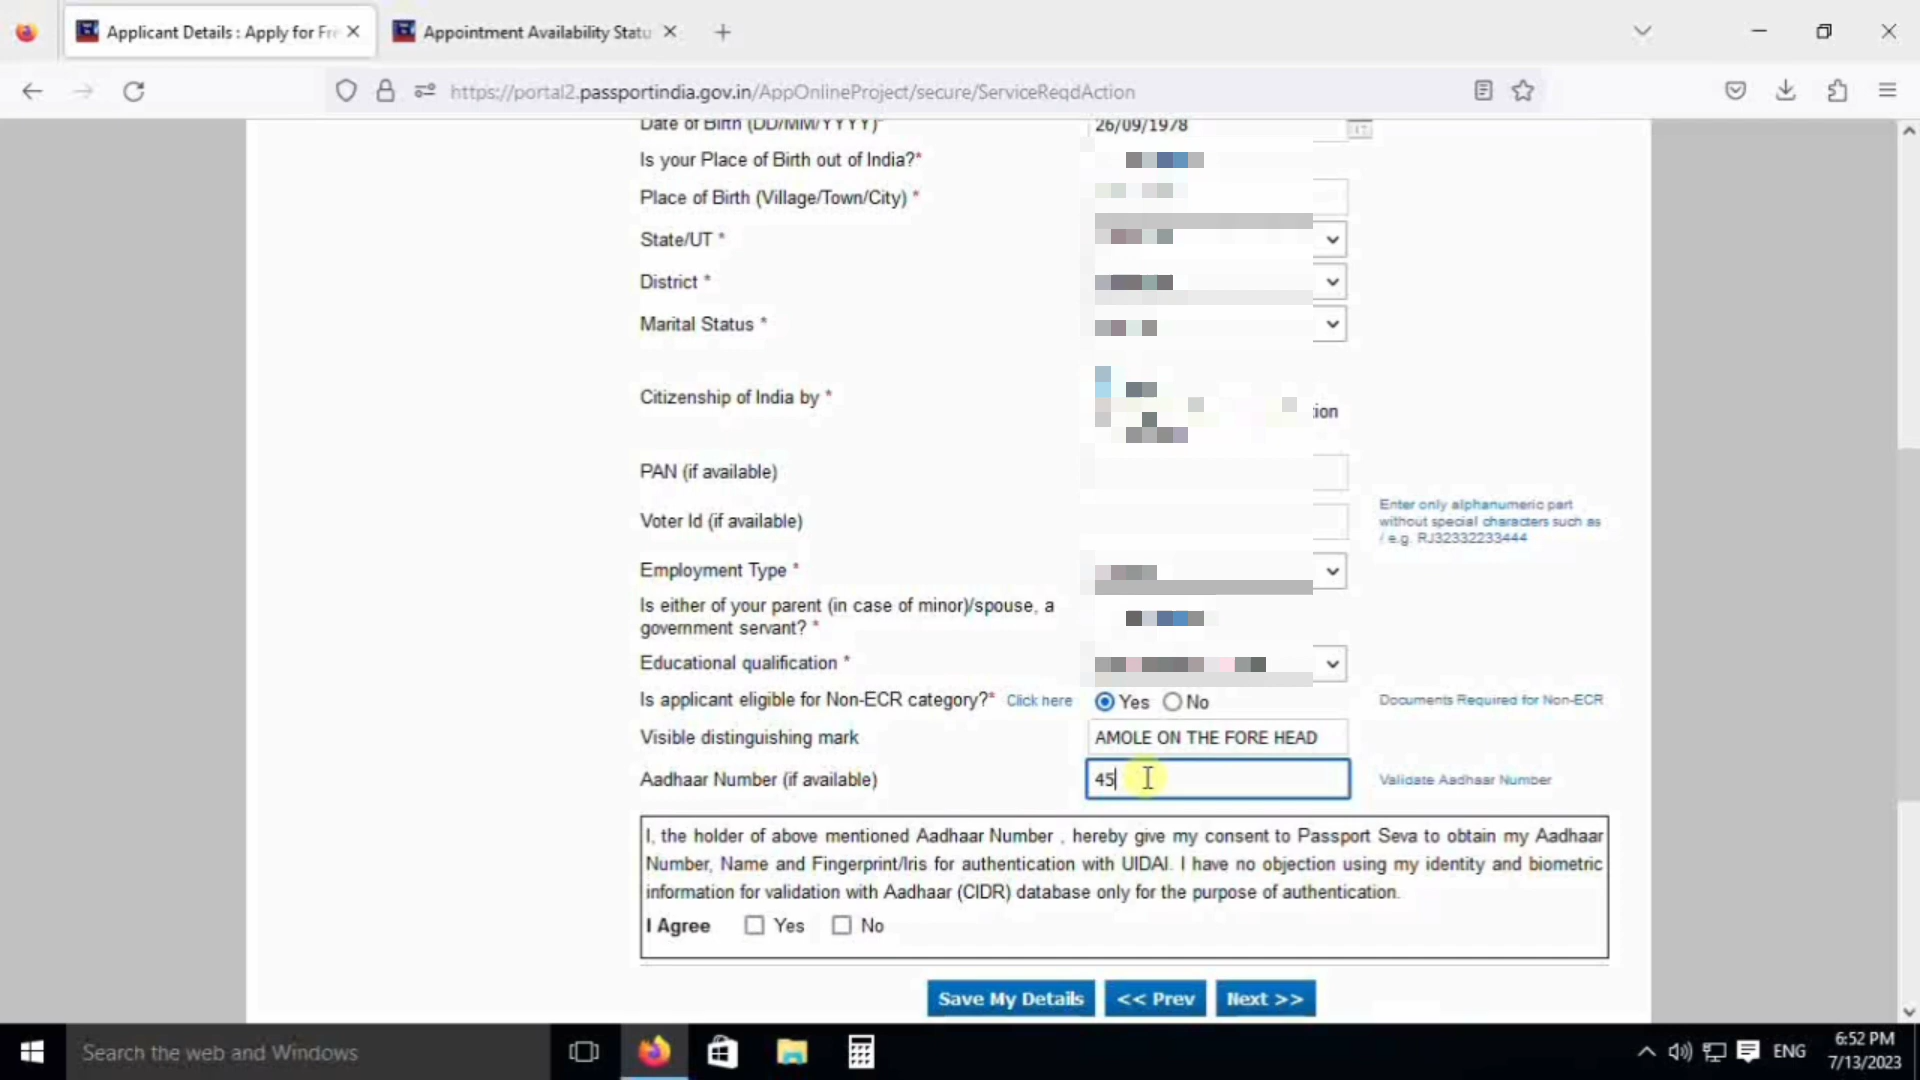 Applicant Details : Apply for Fre
Appointment Availability Statu
https://portal2.passportindia.gov.in/AppOnlineProject/secure/ServiceReqdAction
Date of Birth (DD/MM/YYYY)* 26/09/1978
Is your Place of Birth out of India?*
Place of Birth (Village/Town/City) *
State/UT *
District *
Marital Status *
Citizenship of India by * tion
PAN (if available)
Voter Id (if available)
Enter only alphanumeric part
without special characters such as
/ e.g. RJ32332233444
Employment Type *
Is either of your parent (in case of minor)/spouse, a
government servant? *
Educational qualification *
Is applicant eligible for Non-ECR category?* Click here Yes No Documents Required for Non-ECR
Visible distinguishing mark AMOLE ON THE FORE HEAD
Aadhaar Number (if available) 45 Validate Aadhaar Number
I, the holder of above mentioned Aadhaar Number , hereby give my consent to Passport Seva to obtain my Aadhaar
Number, Name and Fingerprint/Iris for authentication with UIDAI. I have no objection using my identity and biometric
information for validation with Aadhaar (CIDR) database only for the purpose of authentication.
I Agree Yes No
Save My Details << Prev Next >>
Search the web and Windows
ENG
6:52 PM
7/13/2023